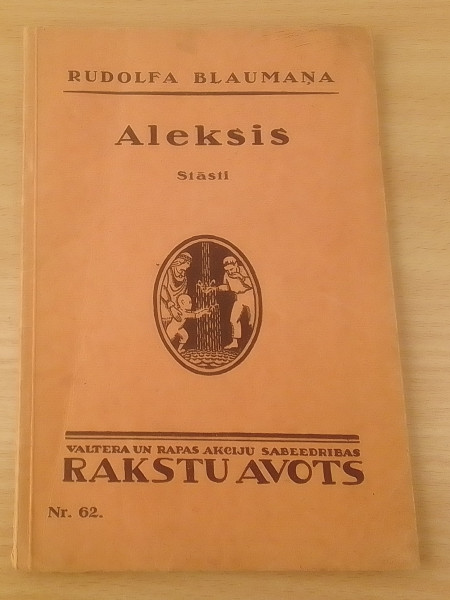 RUDOLFA BLAUMAŅA
Aleksis
Stāsti
VALTERA UN RAPAS AKCIJU SABEEDRIBAS
RAKSTU AVOTS
Nr. 62.